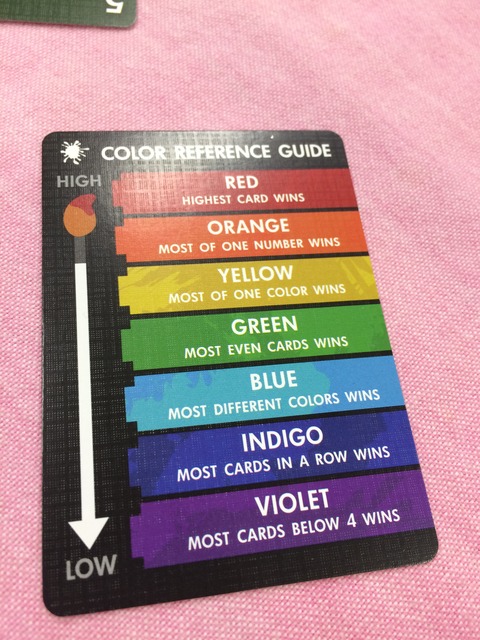 5
COLOR REFERENCE GUIDE
HIGH
RED
HIGHEST CARD WINS
ORANGE
MOST OF ONE NUMBER WINS
YELLOW
MOST OF ONE COLOR WINS
GREEN
MOST EVEN CARDS WINS
BLUE
MOST DIFFERENT COLORS WINS
INDIGO
MOST CARDS IN A ROW WINS
VIOLET
MOST CARDS BELOW 4 WINS
LOW